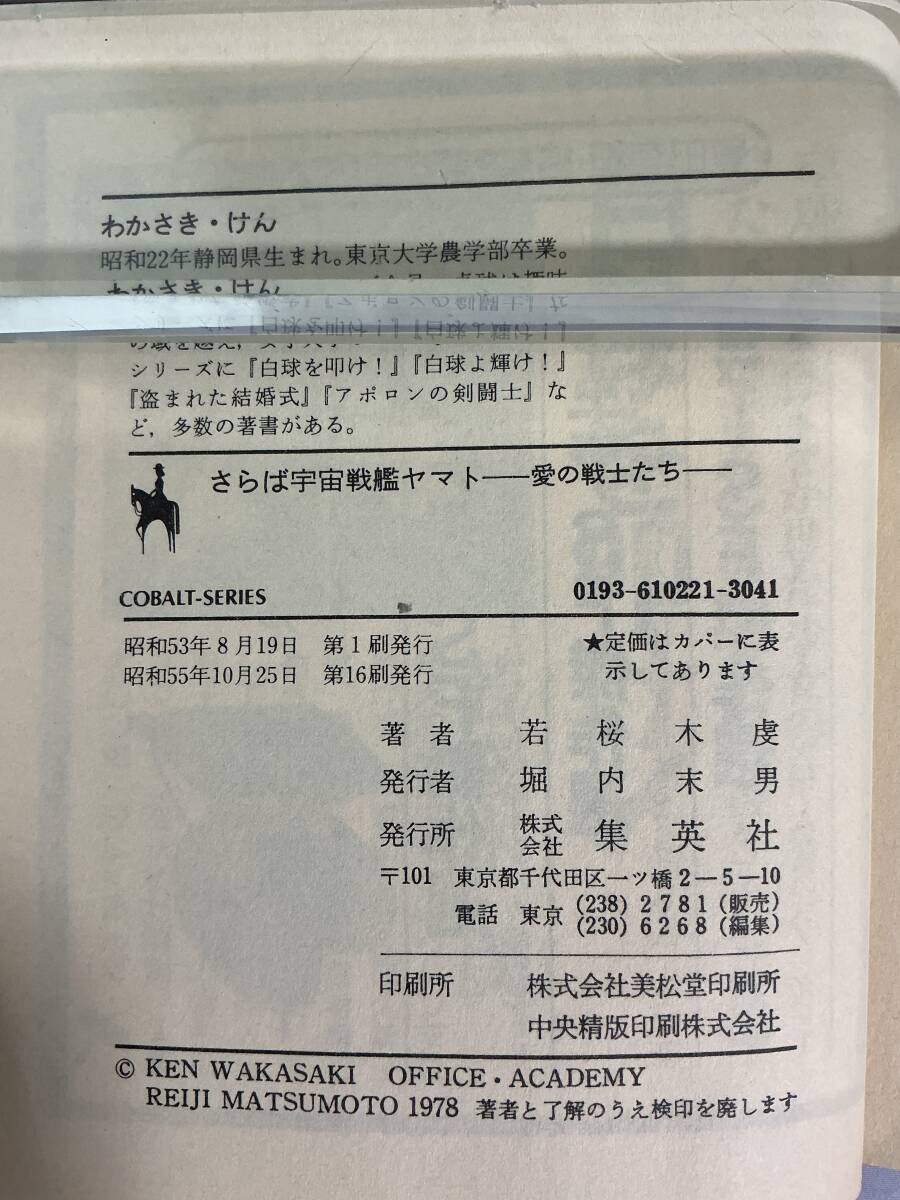 わかさき・けん
昭和22年静岡県生まれ。東京大学農学部卒業。
わかさき・けん
シリーズに『白球を叩け！』『白球よ輝け！』
『盗まれた結婚式』『アポロンの剣闘士』な
ど，多数の著書がある。
さらば宇宙戦艦ヤマト――愛の戦士たち――
COBALT-SERIES
0193-610221-3041
昭和53年8月19日 第1刷発行
昭和55年10月25日 第16刷発行
★定価はカバーに表
示してあります
著者 若桜木虔
発行者 堀内末男
発行所 株式会社 集英社
〒101 東京都千代田区一ツ橋2―5―10
電話 東京 (238) 2781 (販売)
(230) 6268 (編集)
印刷所 株式会社美松堂印刷所
中央精版印刷株式会社
© KEN WAKASAKI OFFICE・ACADEMY
REIJI MATSUMOTO 1978 著者と了解のうえ検印を廃します